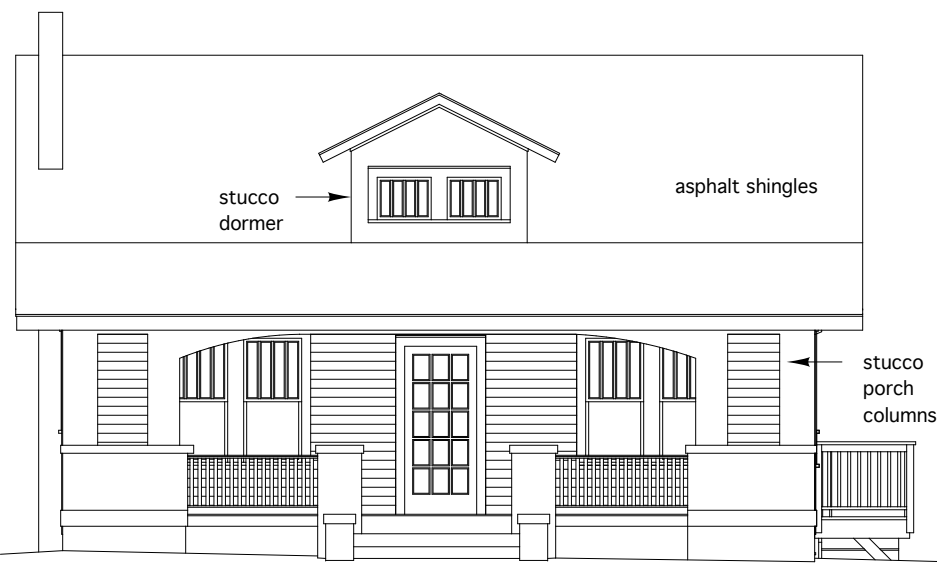 stucco
dormer
asphalt shingles
stucco
porch
columns